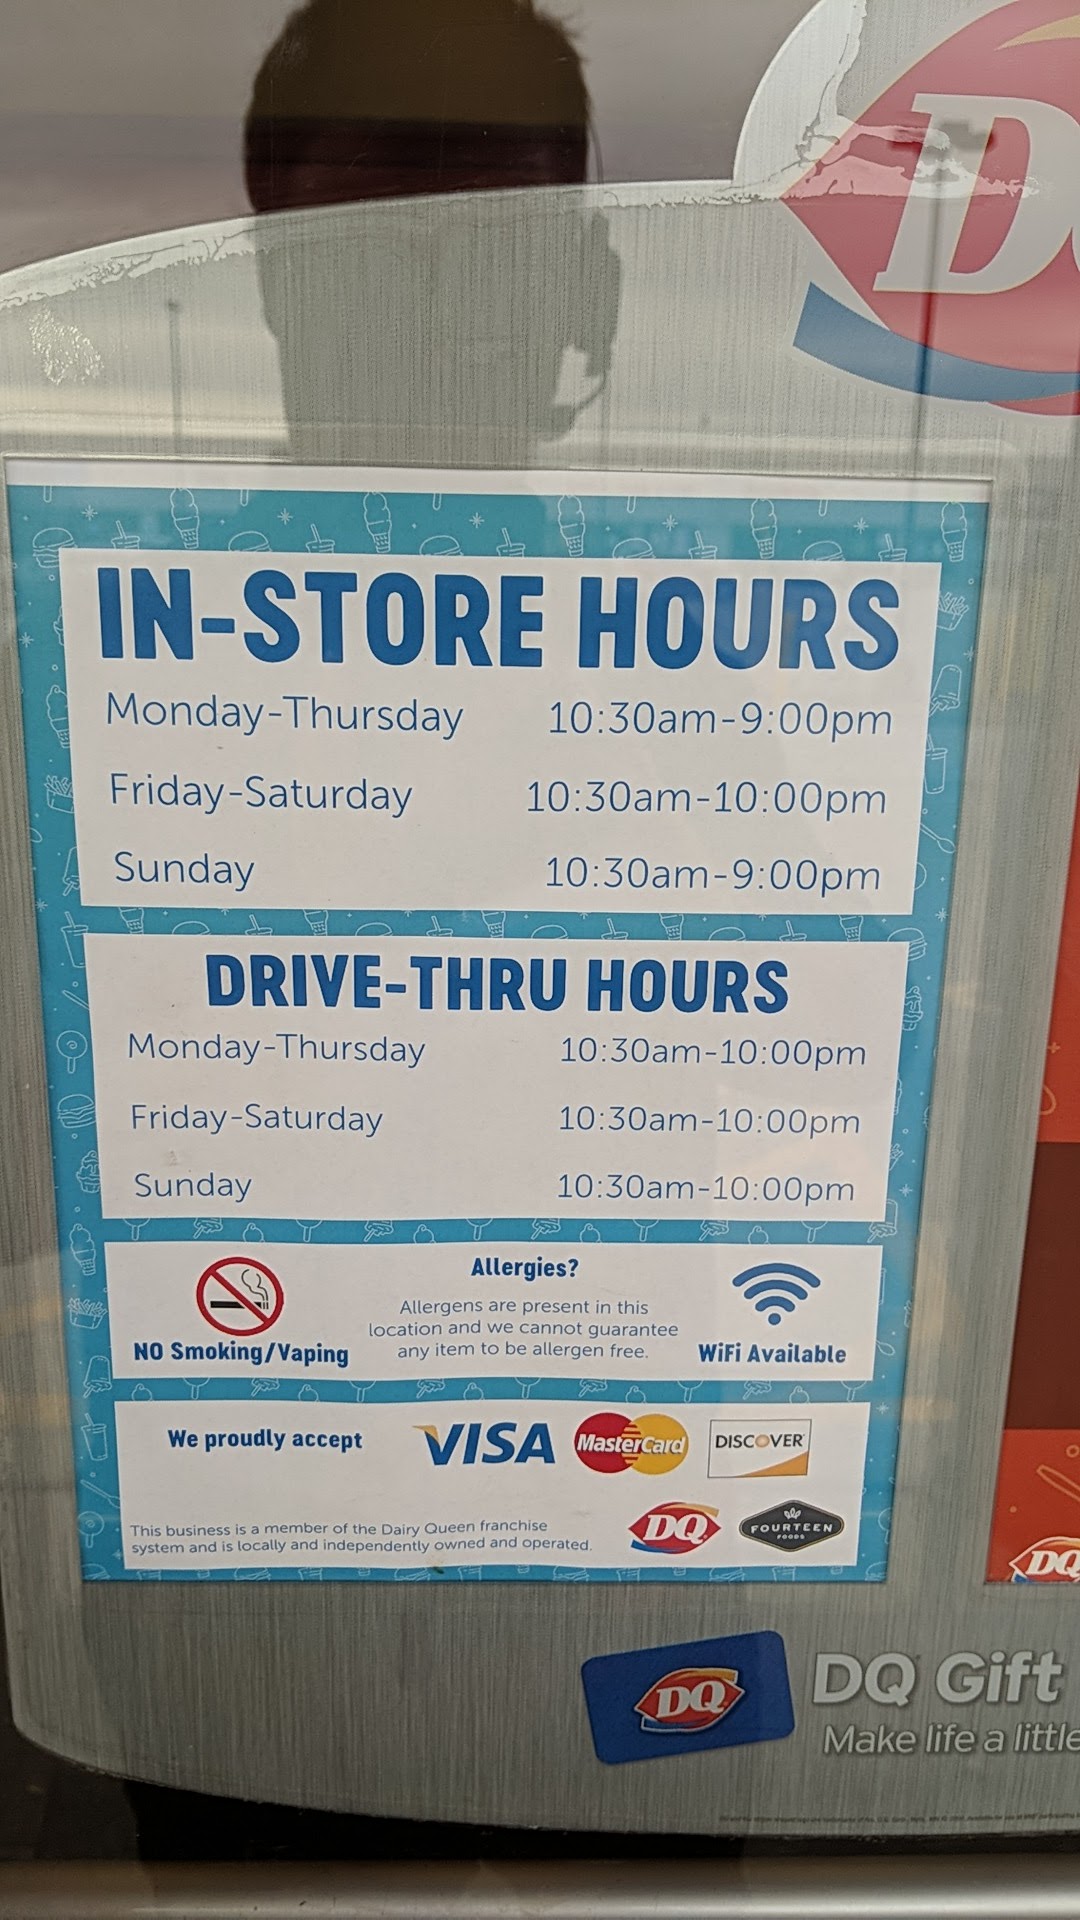 D
IN-STORE HOURS
Monday-Thursday 10:30am-9:00pm
Friday-Saturday 10:30am-10:00pm
Sunday 10:30am-9:00pm
DRIVE-THRU HOURS
Monday-Thursday 10:30am-10:00pm
Friday-Saturday 10:30am-10:00pm
Sunday 10:30am-10:00pm
NO Smoking/Vaping
Allergies?
Allergens are present in this
location and we cannot guarantee
any item to be allergen free.
WiFi Available
We proudly accept VISA MasterCard DISCOVER
This business is a member of the Dairy Queen franchise
system and is locally and independently owned and operated.
DQ
FOURTEEN
FOODS
DQ
DQ
DQ Gift
Make life a little